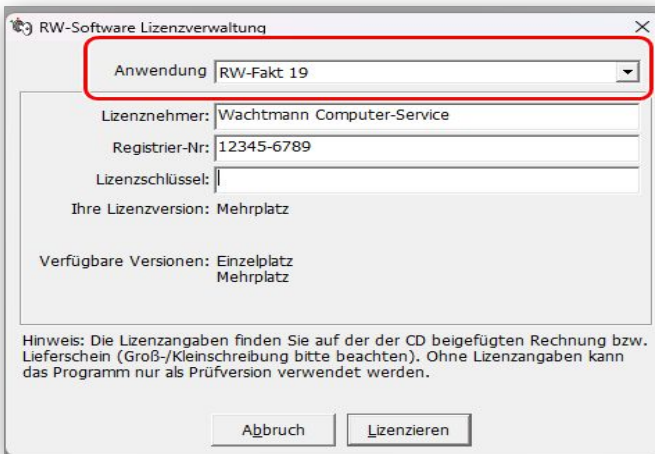 RW-Software Lizenzverwaltung
Anwendung RW-Fakt 19
Lizenznehmer: Wachtmann Computer-Service
Registrier-Nr: 12345-6789
Lizenzschlüssel:
Ihre Lizenzversion: Mehrplatz
Verfügbare Versionen: Einzelplatz
Mehrplatz
Hinweis: Die Lizenzangaben finden Sie auf der der CD beigefügten Rechnung bzw.
Lieferschein (Groß-/Kleinschreibung bitte beachten). Ohne Lizenzangaben kann
das Programm nur als Prüfversion verwendet werden.
Abbruch Lizenzieren